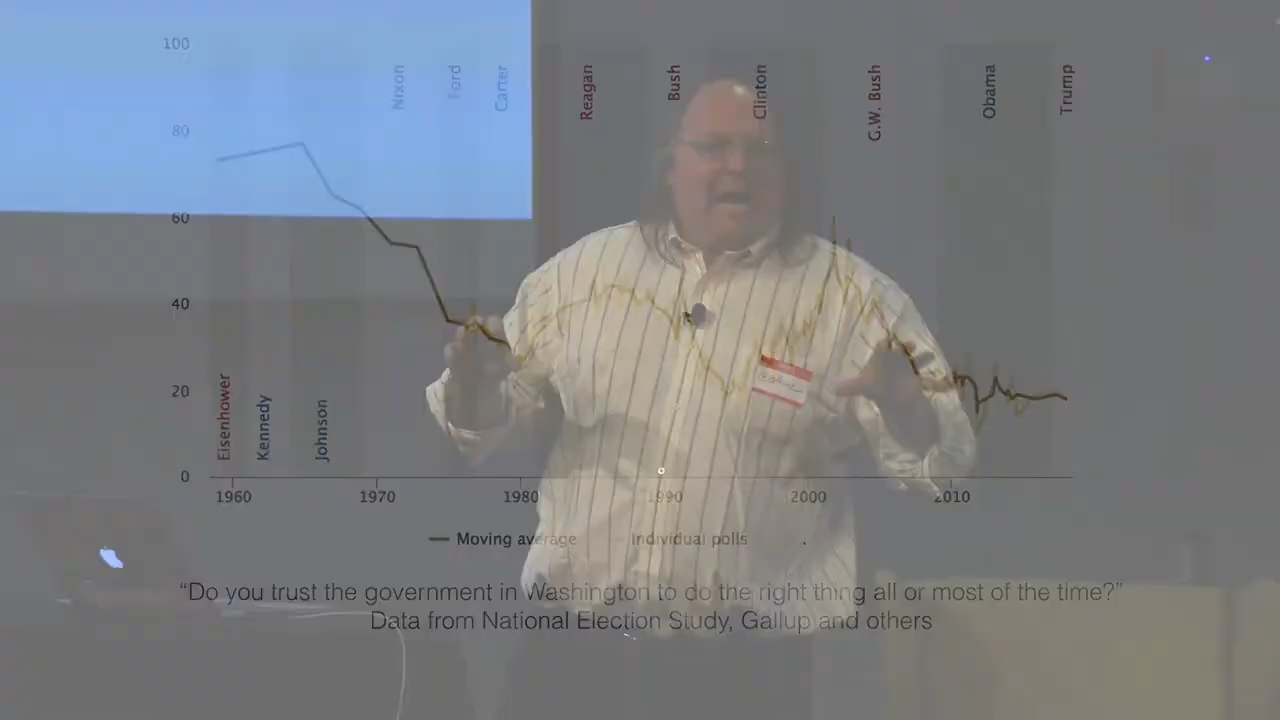 100
80
60
40
20
0
Nixon
Ford
Carter
Reagan
Bush
Clinton
G.W. Bush
Obama
Trump
Eisenhower
Kennedy
Johnson
1960 1970 1980 1990 2000 2010
Moving average Individual polls
“Do you trust the government in Washington to do the right thing all or most of the time?”
Data from National Election Study, Gallup and others